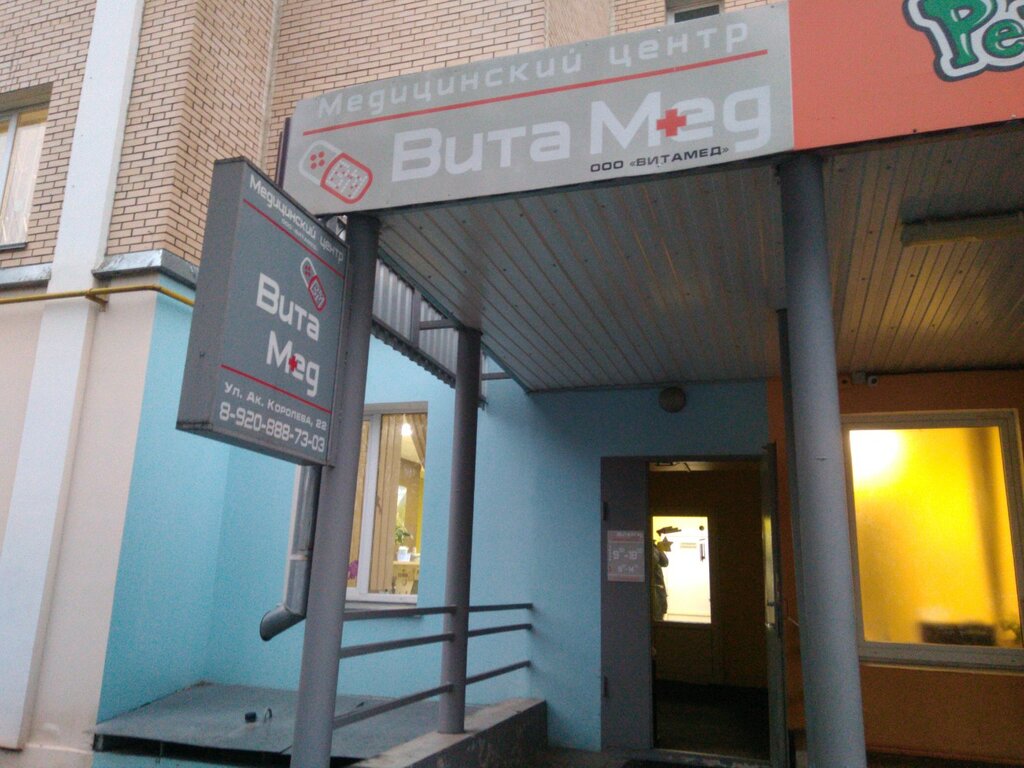 Медицинский центр
Вита Мед
ООО «ВИТАМЕД»
Медицинский центр
Вита
Мед
Ул. Ак. Королева, 22
8-920-888-73-03